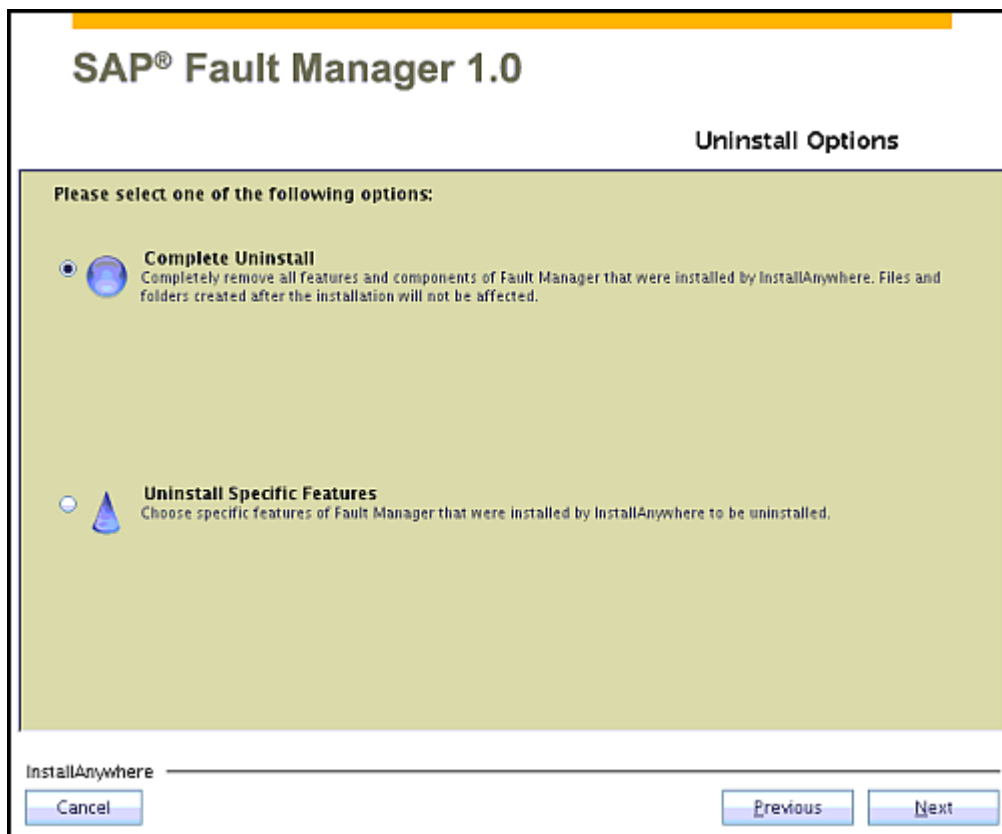 SAP® Fault Manager 1.0
Uninstall Options
Please select one of the following options:
Complete Uninstall
Completely remove all features and components of Fault Manager that were installed by InstallAnywhere. Files and
folders created after the installation will not be affected.
Uninstall Specific Features
Choose specific features of Fault Manager that were installed by InstallAnywhere to be uninstalled.
InstallAnywhere
Cancel
Previous
Next